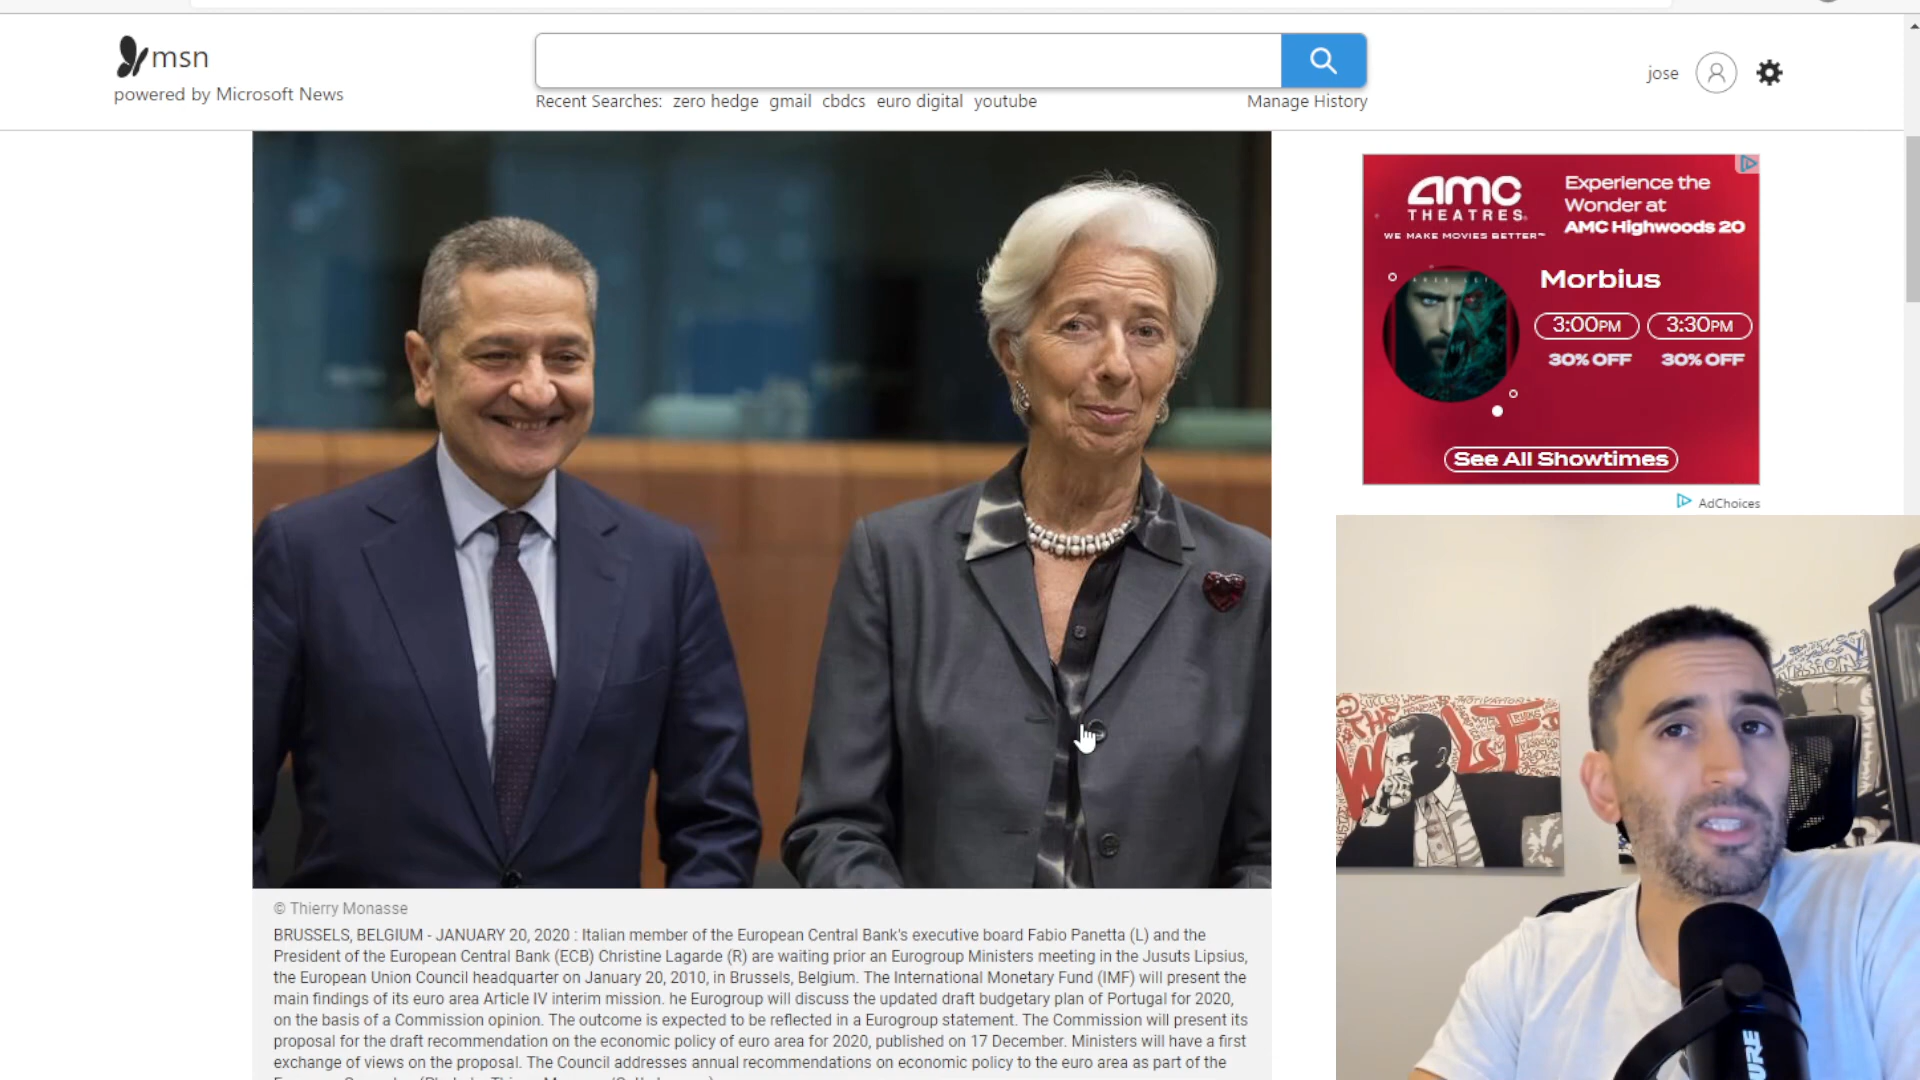 msn
powered by Microsoft News
Recent Searches: zero hedge gmail cbdcs euro digital youtube
Manage History
jose
amc
THEATRES
WE MAKE MOVIES BETTER™
Experience the
Wonder at
AMC Highwoods 20
Morbius
3:00PM 3:30PM
30% OFF 30% OFF
See All Showtimes
AdChoices
THE
WOLF
© Thierry Monasse
BRUSSELS, BELGIUM - JANUARY 20, 2020 : Italian member of the European Central Bank's executive board Fabio Panetta (L) and the
President of the European Central Bank (ECB) Christine Lagarde (R) are waiting prior an Eurogroup Ministers meeting in the Jusuts Lipsius,
the European Union Council headquarter on January 20, 2010, in Brussels, Belgium. The International Monetary Fund (IMF) will present the
main findings of its euro area Article IV interim mission. he Eurogroup will discuss the updated draft budgetary plan of Portugal for 2020,
on the basis of a Commission opinion. The outcome is expected to be reflected in a Eurogroup statement. The Commission will present its
proposal for the draft recommendation on the economic policy of euro area for 2020, published on 17 December. Ministers will have a first
exchange of views on the proposal. The Council addresses annual recommendations on economic policy to the euro area as part of the